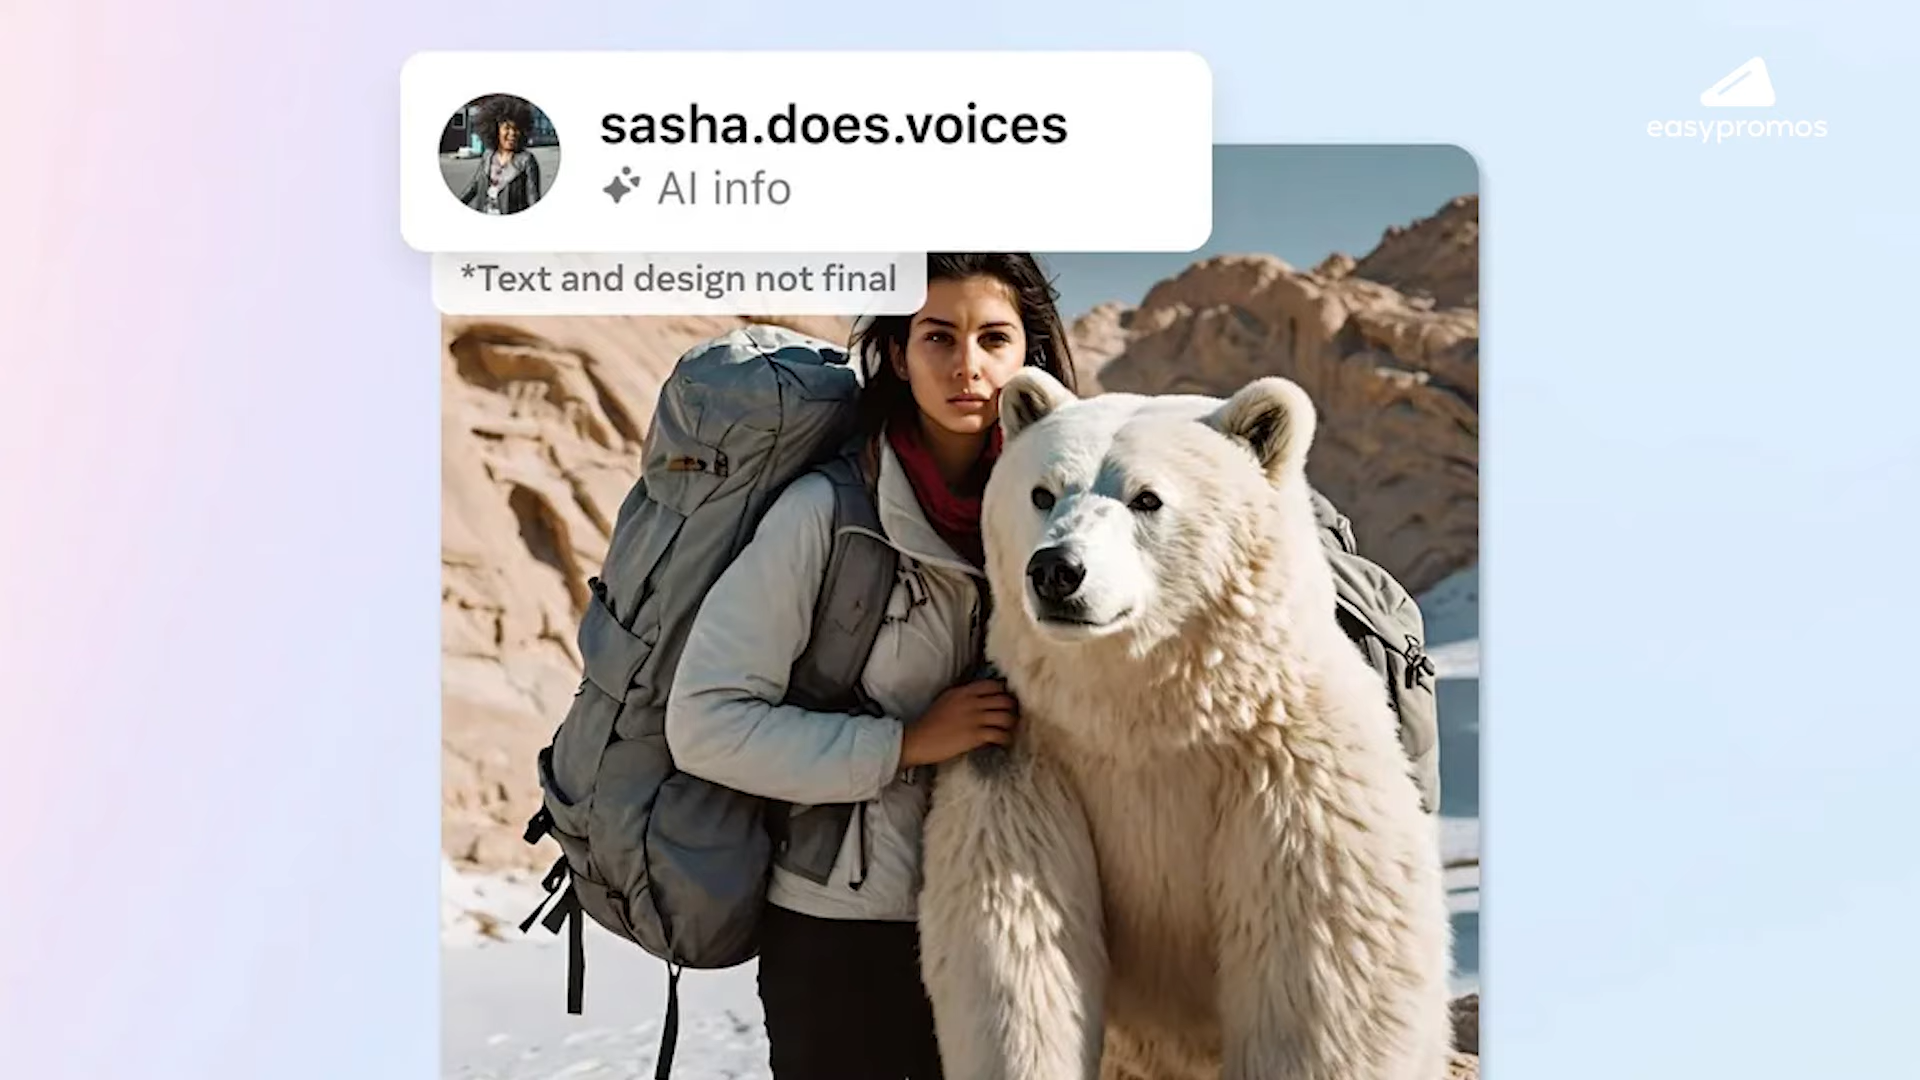 sasha.does.voices
AI info
*Text and design not final
easypromos